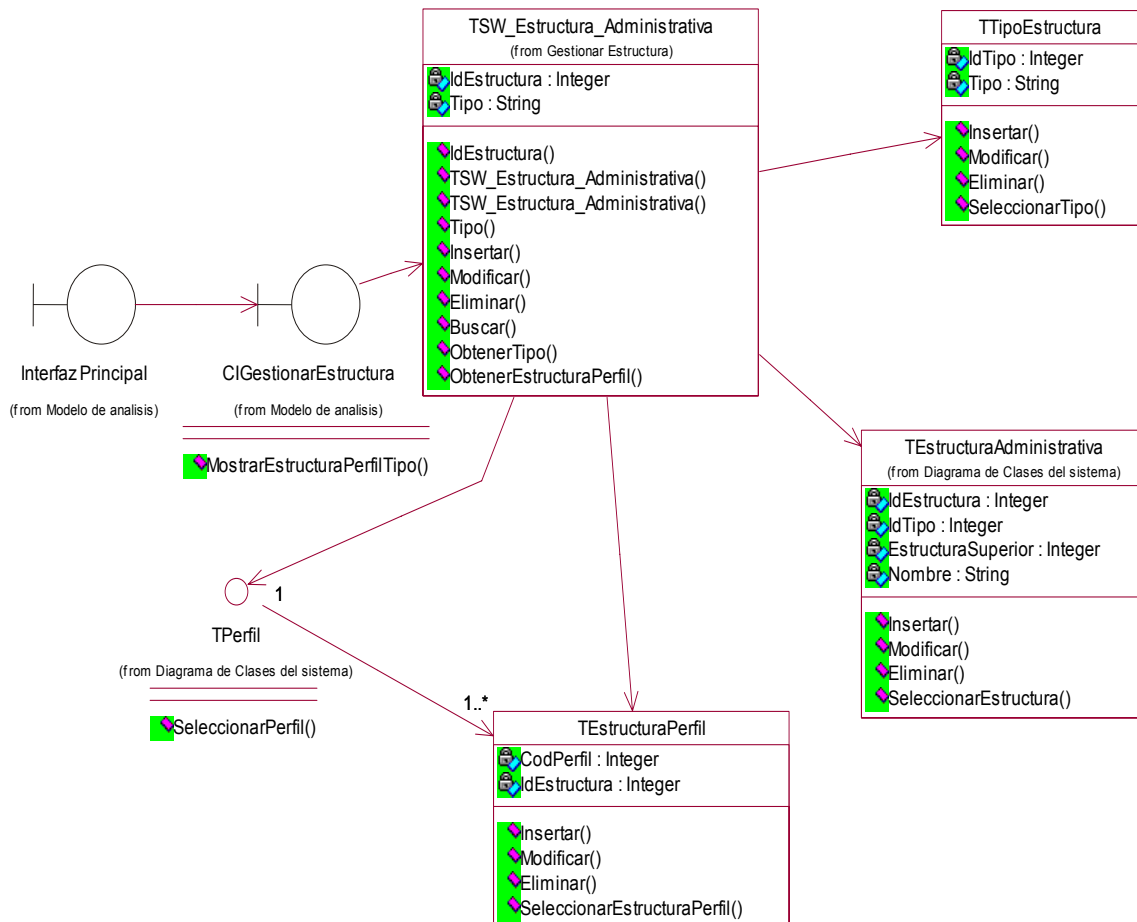 TSW_Estructura_Administrativa
(from Gestionar Estructura)
IdEstructura : Integer
Tipo : String
IdEstructura()
TSW_Estructura_Administrativa()
TSW_Estructura_Administrativa()
Tipo()
Insertar()
Modificar()
Eliminar()
Buscar()
ObtenerTipo()
ObtenerEstructuraPerfil()
TTipoEstructura
IdTipo : Integer
Tipo : String
Insertar()
Modificar()
Eliminar()
SeleccionarTipo()
Interfaz Principal
(from Modelo de analisis)
CIGestionarEstructura
(from Modelo de analisis)
MostrarEstructuraPerfilTipo()
TEstructuraAdministrativa
(from Diagrama de Clases del sistema)
IdEstructura : Integer
IdTipo : Integer
EstructuraSuperior : Integer
Nombre : String
Insertar()
Modificar()
Eliminar()
SeleccionarEstructura()
1
TPerfil
(from Diagrama de Clases del sistema)
SeleccionarPerfil()
1..*
TEstructuraPerfil
CodPerfil : Integer
IdEstructura : Integer
Insertar()
Modificar()
Eliminar()
SeleccionarEstructuraPerfil()